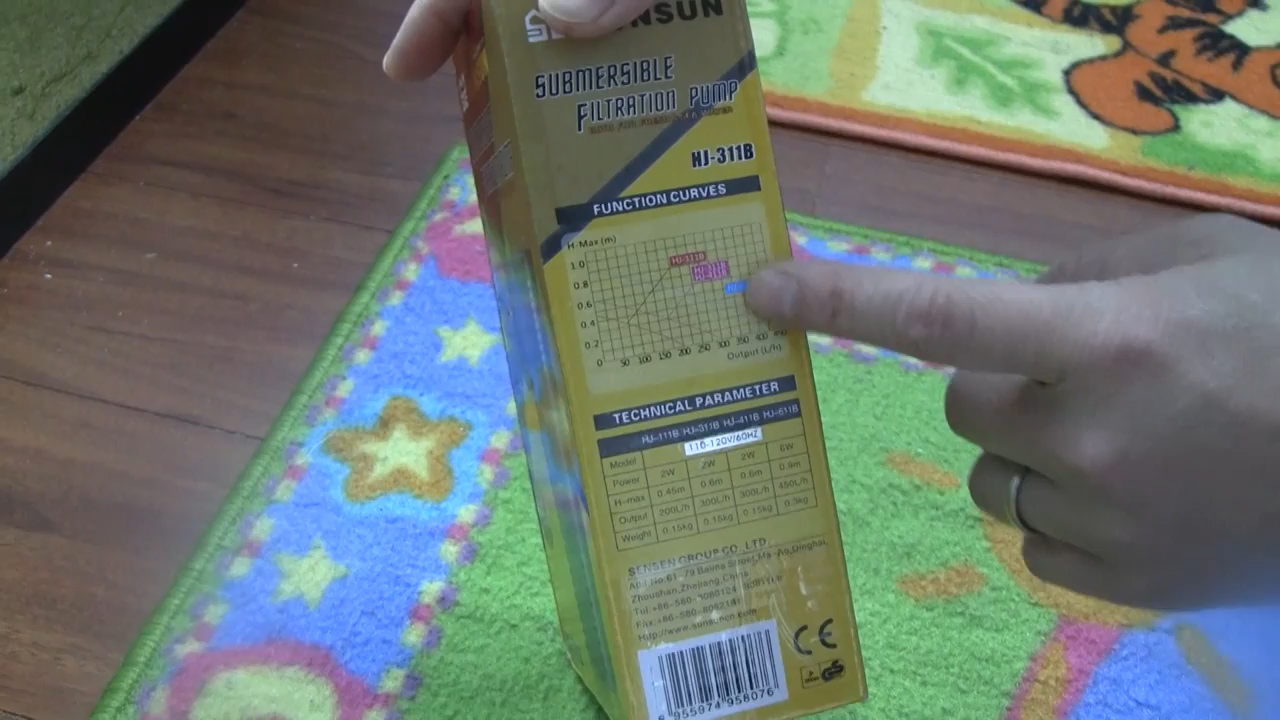 SUBMERSIBLE
FILTRATION PUMP
HJ-311B
FUNCTION CURVES
H-Max (m)
HJ-111B
1.0
0.8
0.6
0.4
0.2
0 50 100 150 200 250 300 350 400
Output (L/h)
TECHNICAL PARAMETER
HJ-111B HJ-311B HJ-411B HJ-611B
Model 110-120V/60HZ
Power 2W 2W 2W 6W
H-max 0.45m 0.6m 0.6m 0.9m
Output 200L/h 300L/h 300L/h 450L/h
Weight 0.15kg 0.15kg 0.15kg 0.3kg
SENSEN GROUP CO.,LTD.
Zhoushan,Zhejiang,China
CE
6 955974 958076